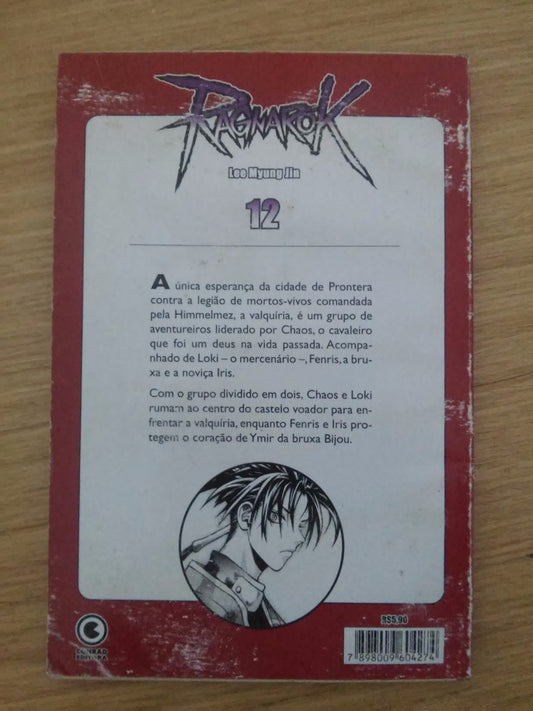 RAGNAROK
Lee Myung Jin
12
A única esperança da cidade de Prontera
contra a legião de mortos-vivos comandada
pela Himmelmez, a valquíria, é um grupo de
aventureiros liderado por Chaos, o cavaleiro
que foi um deus na vida passada. Acompa-
nhado de Loki – o mercenário –, Fenris, a bru-
xa e a noviça Iris.
Com o grupo dividido em dois, Chaos e Loki
rumam ao centro do castelo voador para en-
frentar a valquíria, enquanto Fenris e Iris pro-
tegem o coração de Ymir da bruxa Bijou.
CONRAD
EDITORA
R$5,90
7 898009 604274